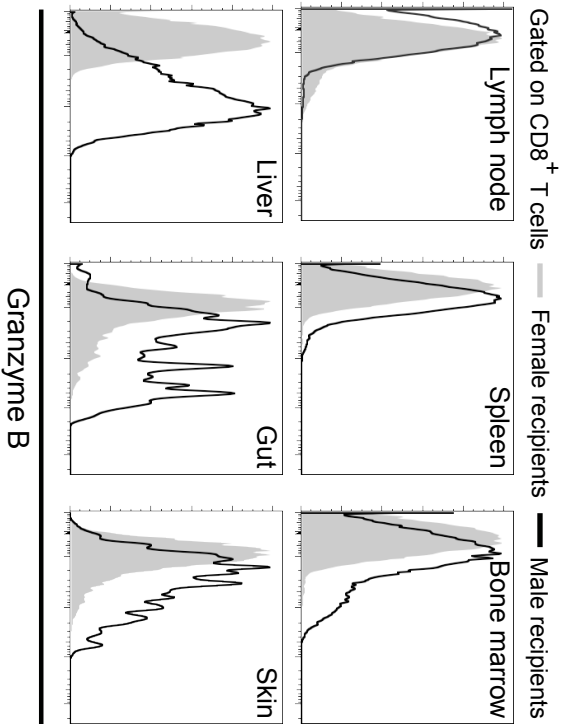 Gated on CD8+ T cells Female recipients Male recipients
Lymph node
Spleen
Bone marrow
Liver
Gut
Skin
Granzyme B